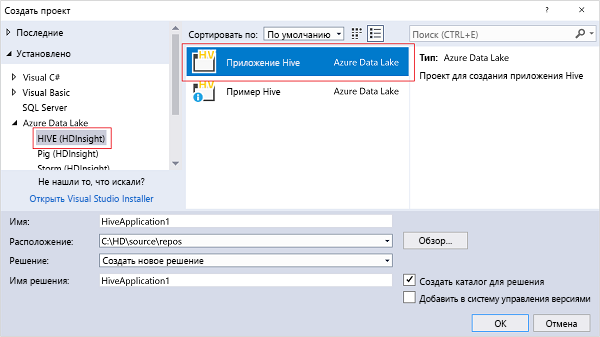 Создать проект
Последние
Установлено
Visual C#
Visual Basic
SQL Server
Azure Data Lake
HIVE (HDInsight)
Pig (HDInsight)
Storm (HDInsight)
Не нашли то, что искали?
Открыть Visual Studio Installer
Сортировать по: По умолчанию
Приложение Hive Azure Data Lake
Пример Hive Azure Data Lake
Поиск (CTRL+E)
Тип: Azure Data Lake
Проект для создания приложения Hive
Имя: HiveApplication1
Расположение: C:\HD\source\repos Обзор...
Решение: Создать новое решение
Имя решения: HiveApplication1
Создать каталог для решения
Добавить в систему управления версиями
OK Отмена